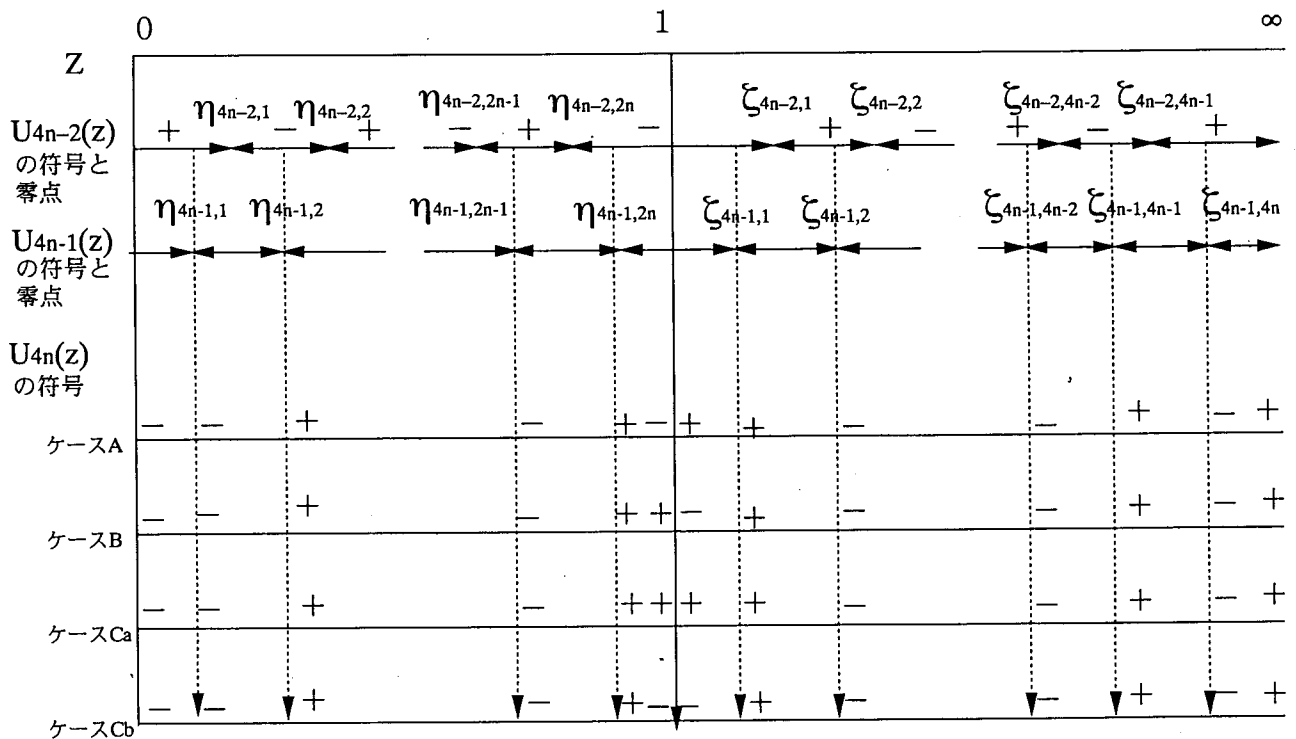 0 1 ∞
Z
η4n–2,1 η4n–2,2 η4n–2,2n-1 η4n–2,2n ζ4n–2,1 ζ4n–2,2 ζ4n–2,4n-2 ζ4n–2,4n-1
U4n–2(z) + − + − + − + − + − +
の符号と
零点
η4n-1,1 η4n-1,2 η4n-1,2n-1 η4n-1,2n ζ4n-1,1 ζ4n-1,2 ζ4n-1,4n-2 ζ4n-1,4n-1 ζ4n-1,4n
U4n-1(z)
の符号と
零点
U4n(z)
の符号
− − + − + − + + − − + − +
ケースA
− − + − + + − + − − + − +
ケースB
− − + − + + + + − − + − +
ケースCa
− − + − + − − + − − + − +
ケースCb